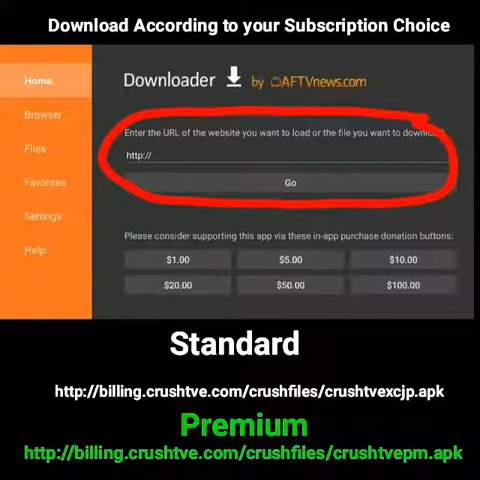 Download According to your Subscription Choice
Home
Downloader by AFTVnews.com
Browser
Enter the URL of the website you want to load or the file you want to download:
Files
http://
Favorites
Go
Settings
Please consider supporting this app via these in-app purchase donation buttons:
Help
$1.00 $5.00 $10.00
$20.00 $50.00 $100.00
Standard
http://billing.crushtve.com/crushfiles/crushtvexcjp.apk
Premium
http://billing.crushtve.com/crushfiles/crushtvepm.apk